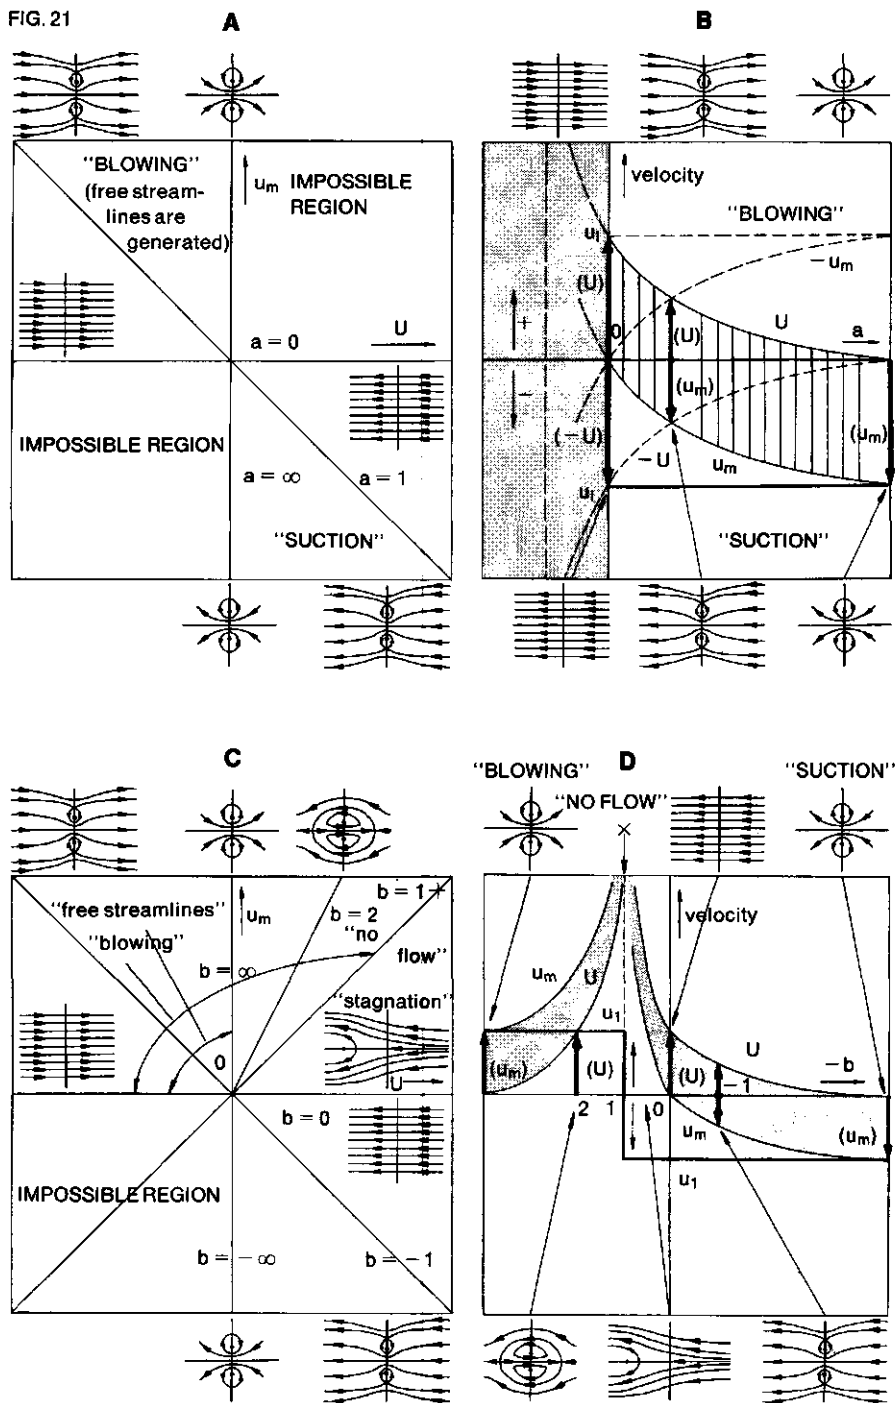 FIG. 21
A
"BLOWING"
(free stream-
lines are
generated)
u_m
IMPOSSIBLE
REGION
a = 0
U
IMPOSSIBLE REGION
a = ∞
a = 1
"SUCTION"
B
velocity
"BLOWING"
u_l
−u_m
(U)
+
0
(U)
U
a
−
(u_m)
(−U)
−U
u_m
(u_m)
u_l
"SUCTION"
C
"free streamlines"
"blowing"
u_m
b = 1+
b = 2
"no
flow"
b = ∞
"stagnation"
0
U
b = 0
IMPOSSIBLE REGION
b = −∞
b = −1
"BLOWING"
D
"SUCTION"
"NO FLOW"
×
velocity
u_m
U
u_1
U
−b
(u_m)
(U)
(U)
−1
2
1
0
u_m
(u_m)
u_1